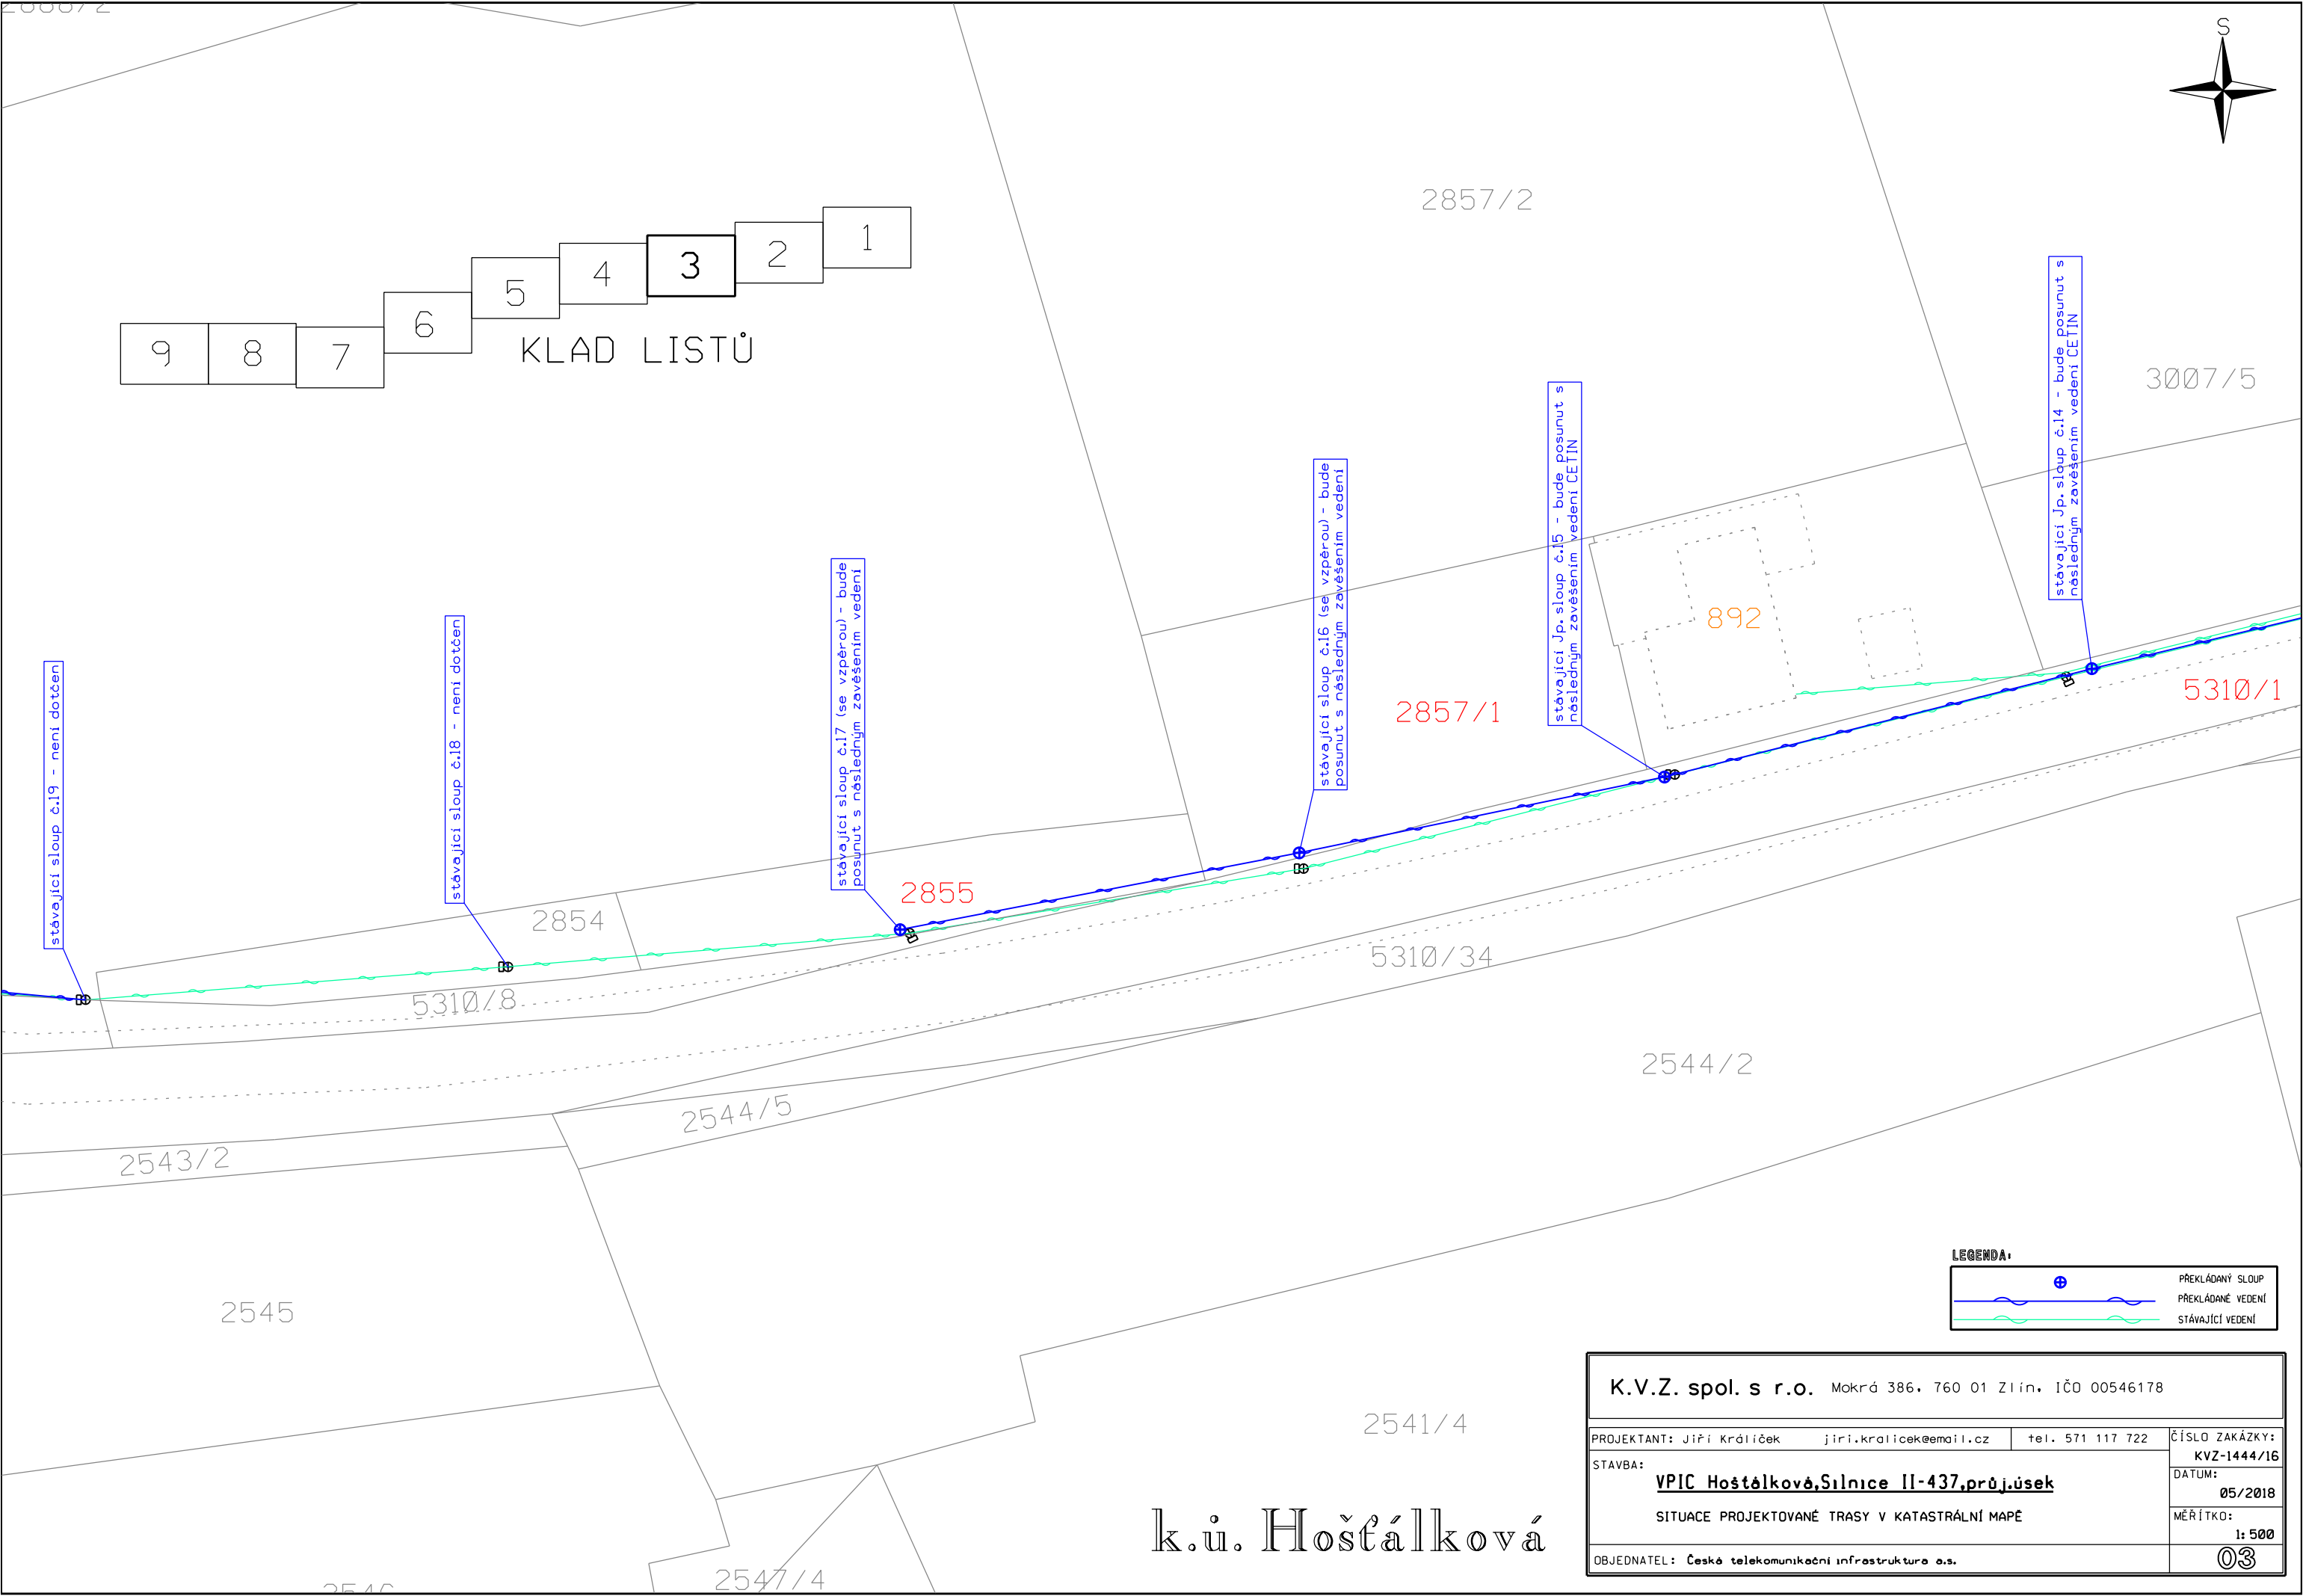 S
2857/2
1
2
3
4
5
6
7
8
9
KLAD LISTŮ
3007/5
stávající Jp. sloup č.14 - bude posunut s
následným zavěšením vedení CETIN
stávající Jp. sloup č.15 - bude posunut s
následným zavěšením vedení CETIN
stávající sloup č.16 (se vzpěrou) - bude
posunut s následným zavěšením vedení
stávající sloup č.17 (se vzpěrou) - bude
posunut s následným zavěšením vedení
stávající sloup č.18 - není dotčen
stávající sloup č.19 - není dotčen
892
5310/1
2857/1
2855
2854
5310/34
5310/8
2544/2
2544/5
2543/2
2545
2541/4
2547/4
k.ů. Hošťálková
LEGENDA:
PŘEKLÁDANÝ SLOUP
PŘEKLÁDANÉ VEDENÍ
STÁVAJÍCÍ VEDENÍ
K.V.Z. spol. s r.o. Mokrá 386, 760 01 Zlín, IČO 00546178
PROJEKTANT: Jiří Králíček jiri.kralicek@email.cz tel. 571 117 722
ČÍSLO ZAKÁZKY:
KVZ-1444/16
STAVBA:
VPIC Hošťálková,Silnice II-437,průj.úsek
DATUM:
05/2018
SITUACE PROJEKTOVANÉ TRASY V KATASTRÁLNÍ MAPĚ
MĚŘÍTKO:
1:500
OBJEDNATEL: Česká telekomunikační infrastruktura a.s.
03